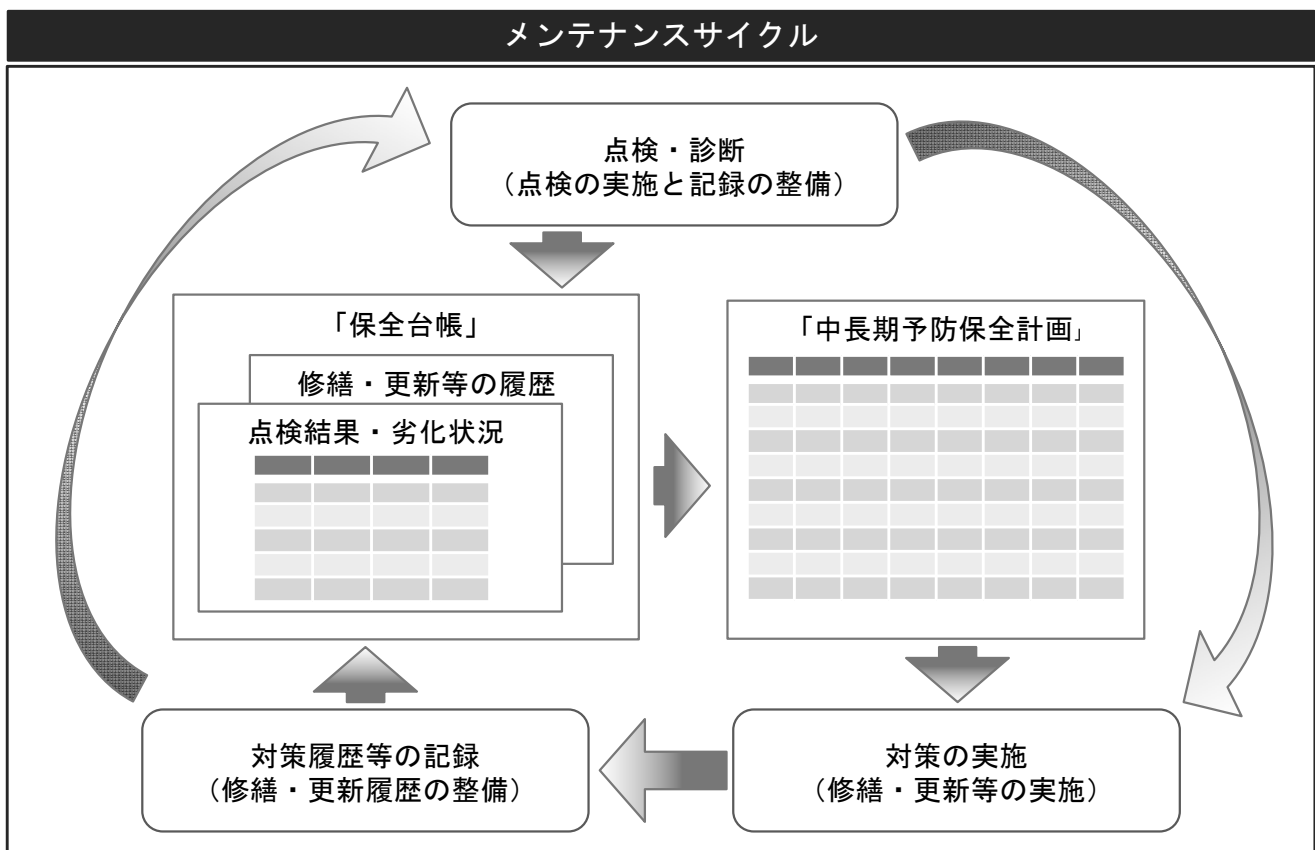 メンテナンスサイクル
点検・診断
（点検の実施と記録の整備）
「保全台帳」
修繕・更新等の履歴
点検結果・劣化状況
「中長期予防保全計画」
対策履歴等の記録
（修繕・更新履歴の整備）
対策の実施
（修繕・更新等の実施）